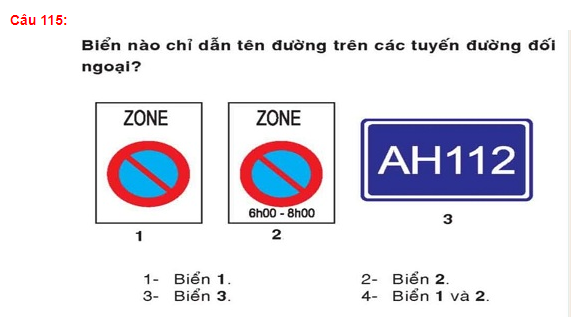 Câu 115:
Biển nào chỉ dẫn tên đường trên các tuyến đường đối
ngoại?
ZONE ZONE
AH112
6h00 - 8h00
1 2 3
1- Biển 1. 2- Biển 2.
3- Biển 3. 4- Biển 1 và 2.